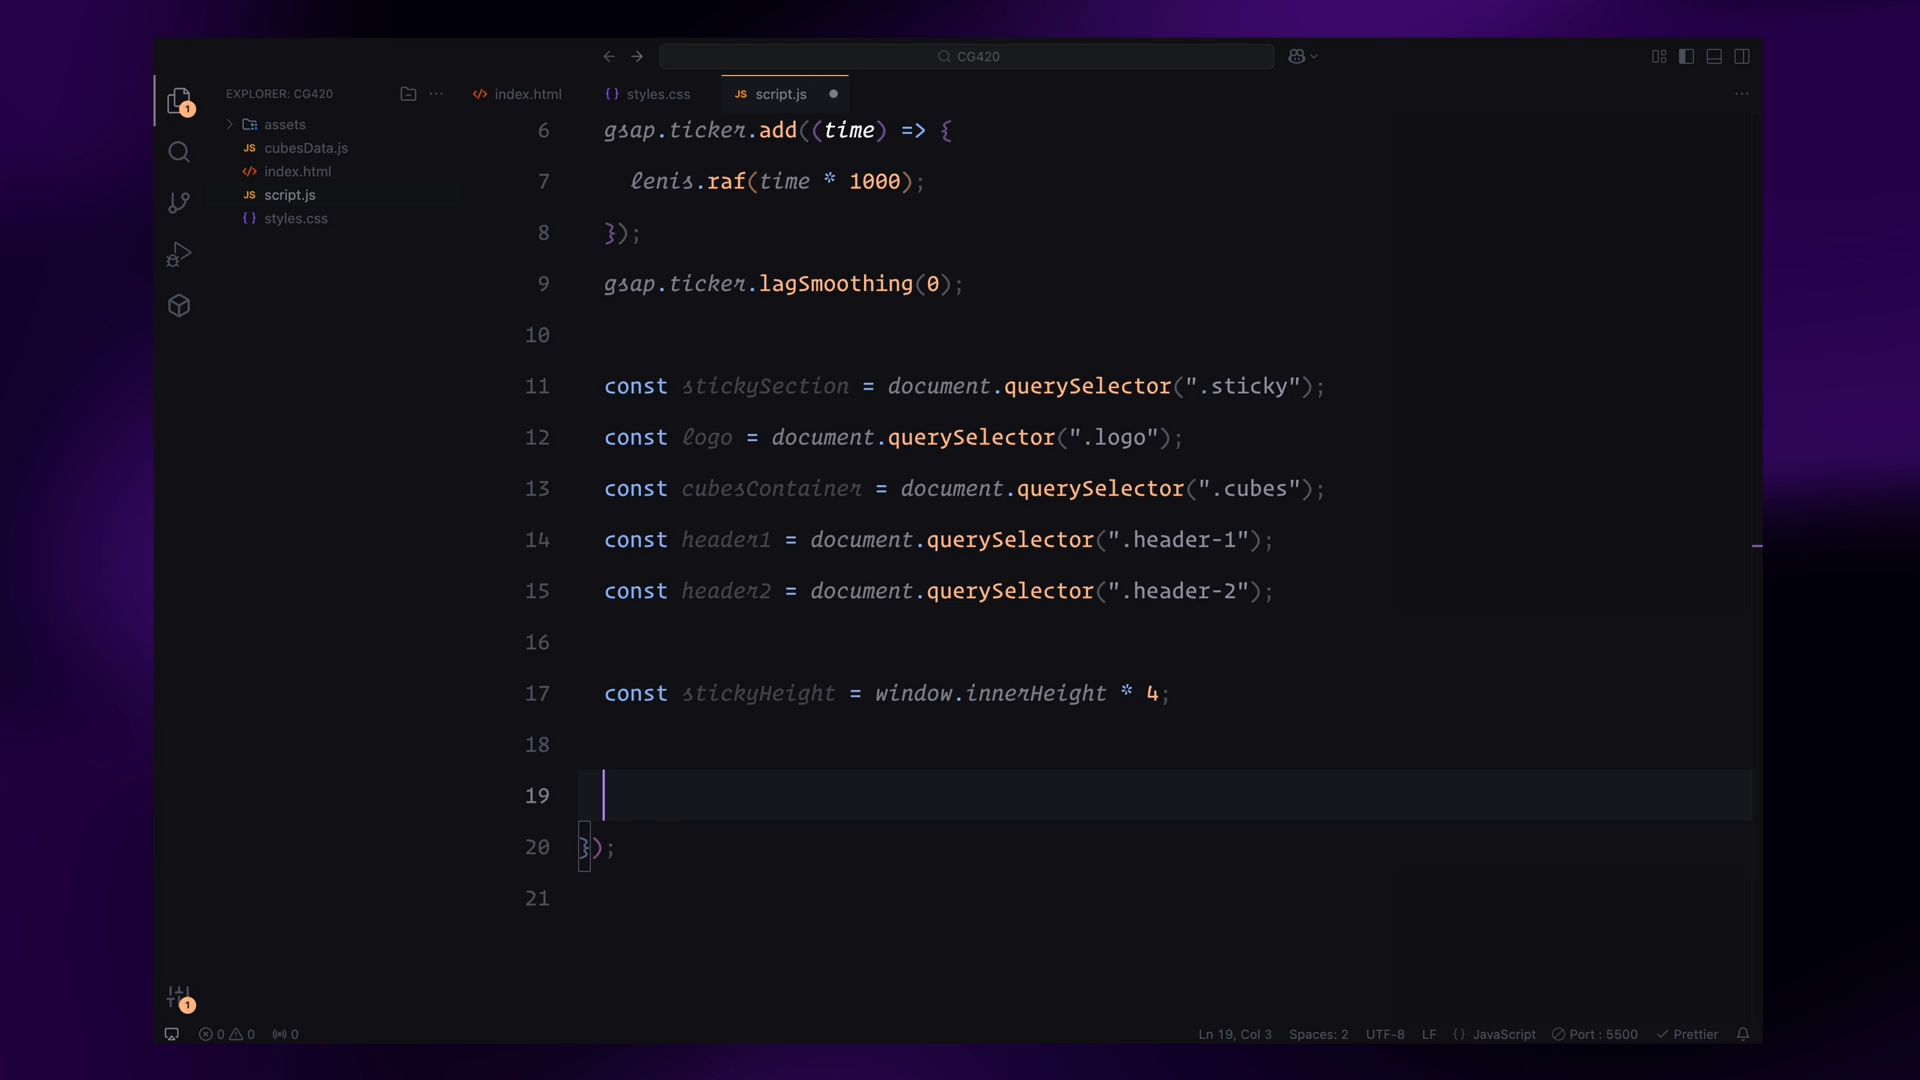 CG420
EXPLORER: CG420
index.html
styles.css
script.js
assets
cubesData.js
index.html
script.js
styles.css
6 gsap.ticker.add((time) => {
7 lenis.raf(time * 1000);
8 });
9 gsap.ticker.lagSmoothing(0);
10
11 const stickySection = document.querySelector(".sticky");
12 const logo = document.querySelector(".logo");
13 const cubesContainer = document.querySelector(".cubes");
14 const header1 = document.querySelector(".header-1");
15 const header2 = document.querySelector(".header-2");
16
17 const stickyHeight = window.innerHeight * 4;
18
19
20 });
21
1
1
0 0 0
Ln 19, Col 3 Spaces: 2 UTF-8 LF {} JavaScript Port : 5500 Prettier